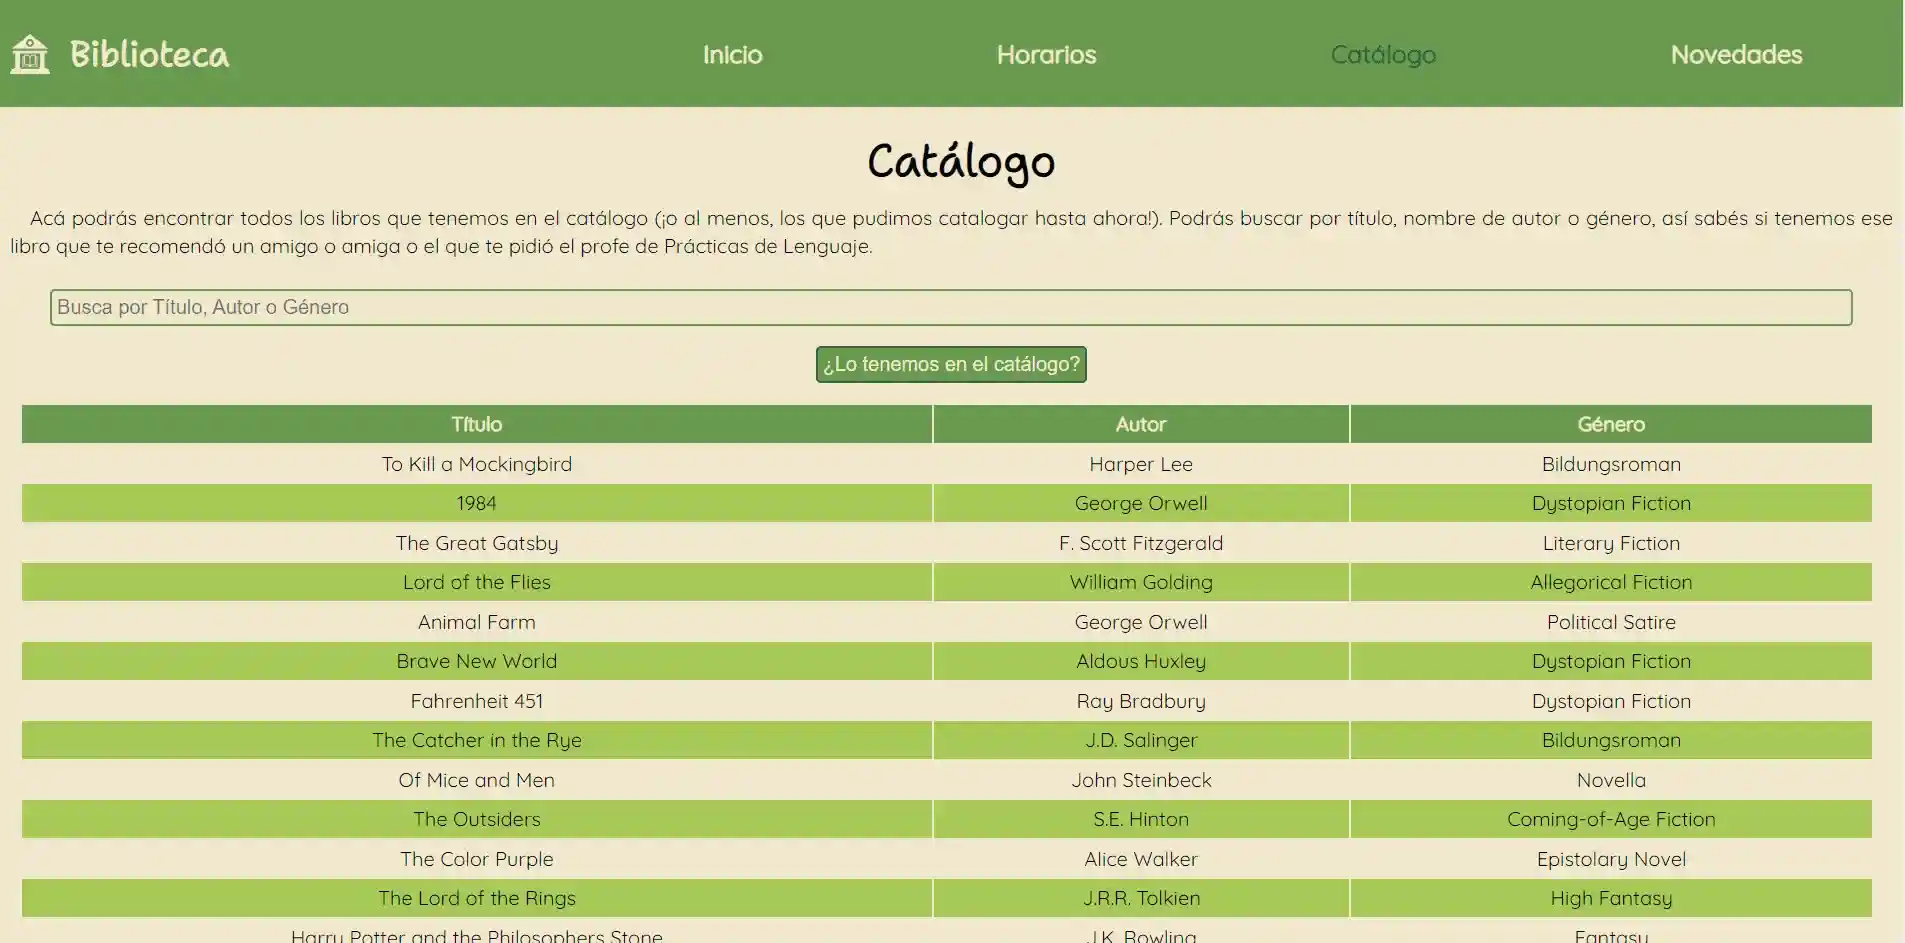 Biblioteca Inicio Horarios Catálogo Novedades
Catálogo
Acá podrás encontrar todos los libros que tenemos en el catálogo (¡o al menos, los que pudimos catalogar hasta ahora!). Podrás buscar por título, nombre de autor o género, así sabés si tenemos ese
libro que te recomendó un amigo o amiga o el que te pidió el profe de Prácticas de Lenguaje.
Busca por Título, Autor o Género
¿Lo tenemos en el catálogo?
Título Autor Género
To Kill a Mockingbird Harper Lee Bildungsroman
1984 George Orwell Dystopian Fiction
The Great Gatsby F. Scott Fitzgerald Literary Fiction
Lord of the Flies William Golding Allegorical Fiction
Animal Farm George Orwell Political Satire
Brave New World Aldous Huxley Dystopian Fiction
Fahrenheit 451 Ray Bradbury Dystopian Fiction
The Catcher in the Rye J.D. Salinger Bildungsroman
Of Mice and Men John Steinbeck Novella
The Outsiders S.E. Hinton Coming-of-Age Fiction
The Color Purple Alice Walker Epistolary Novel
The Lord of the Rings J.R.R. Tolkien High Fantasy
Harry Potter and the Philosophers Stone J.K. Rowling Fantasy